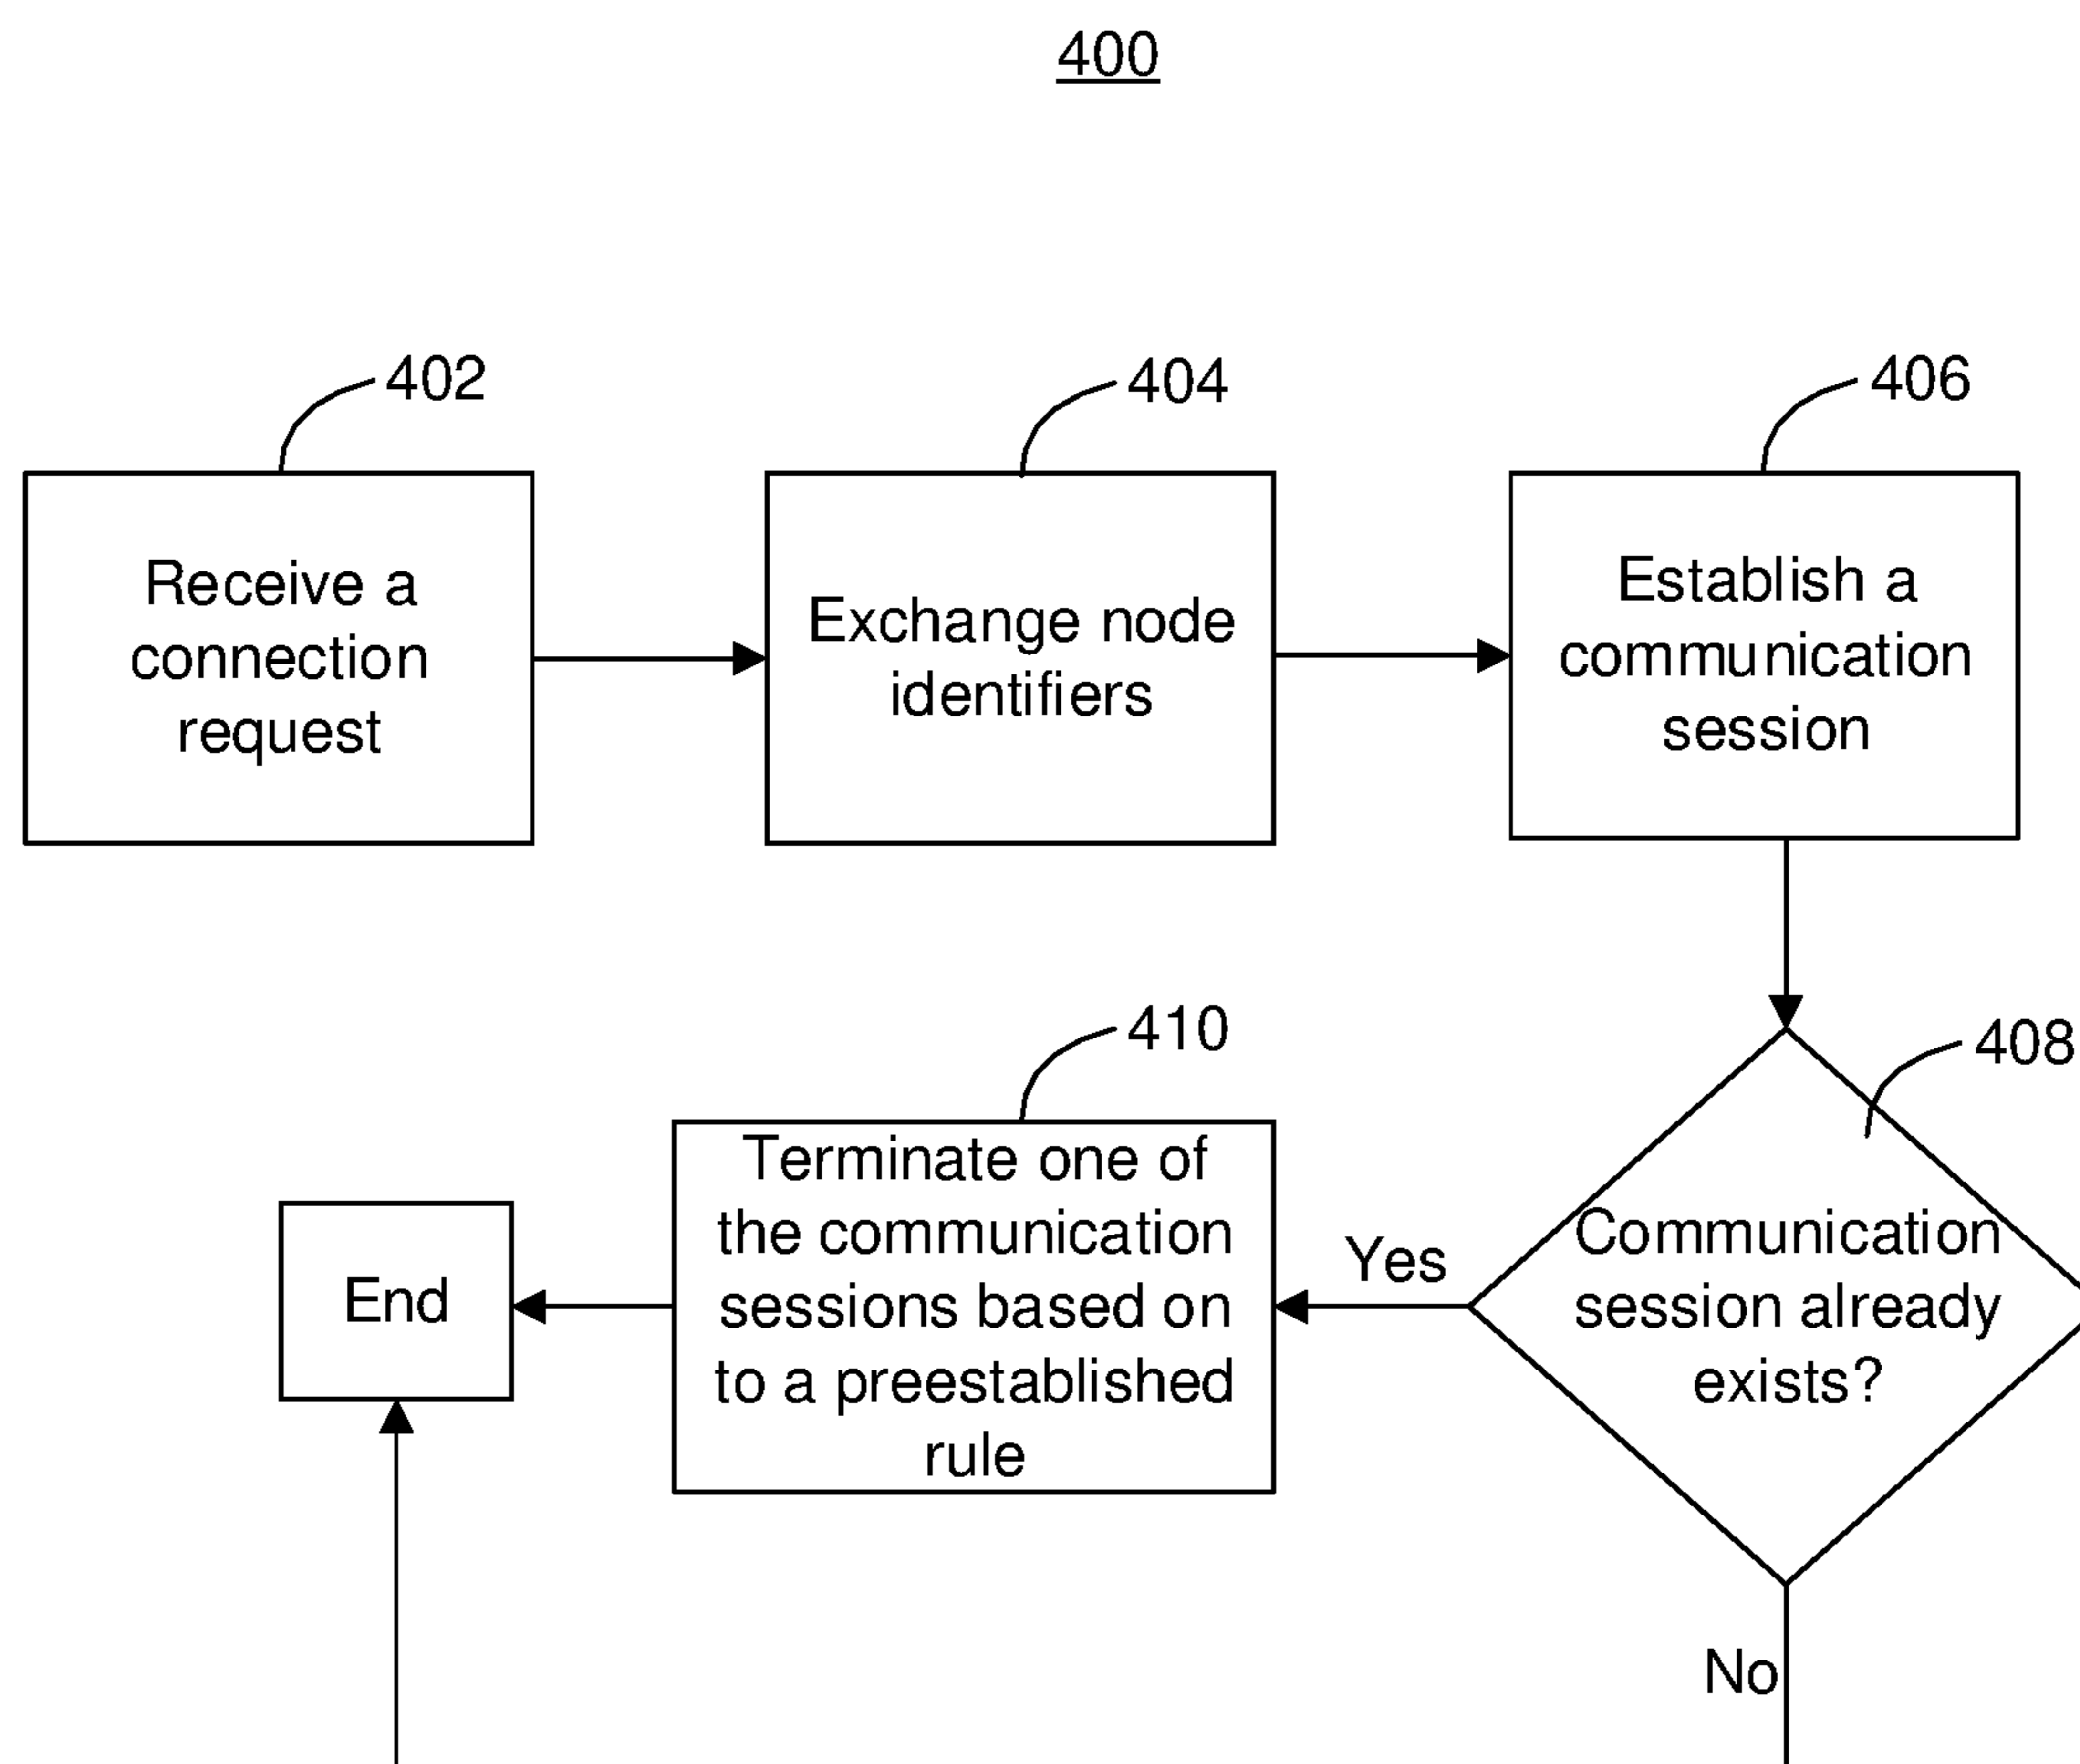 400
402
404
406
Receive a
connection
request
Exchange node
identifiers
Establish a
communication
session
410
408
Terminate one of
the communication
sessions based on
to a preestablished
rule
End
Yes
Communication
session already
exists?
No